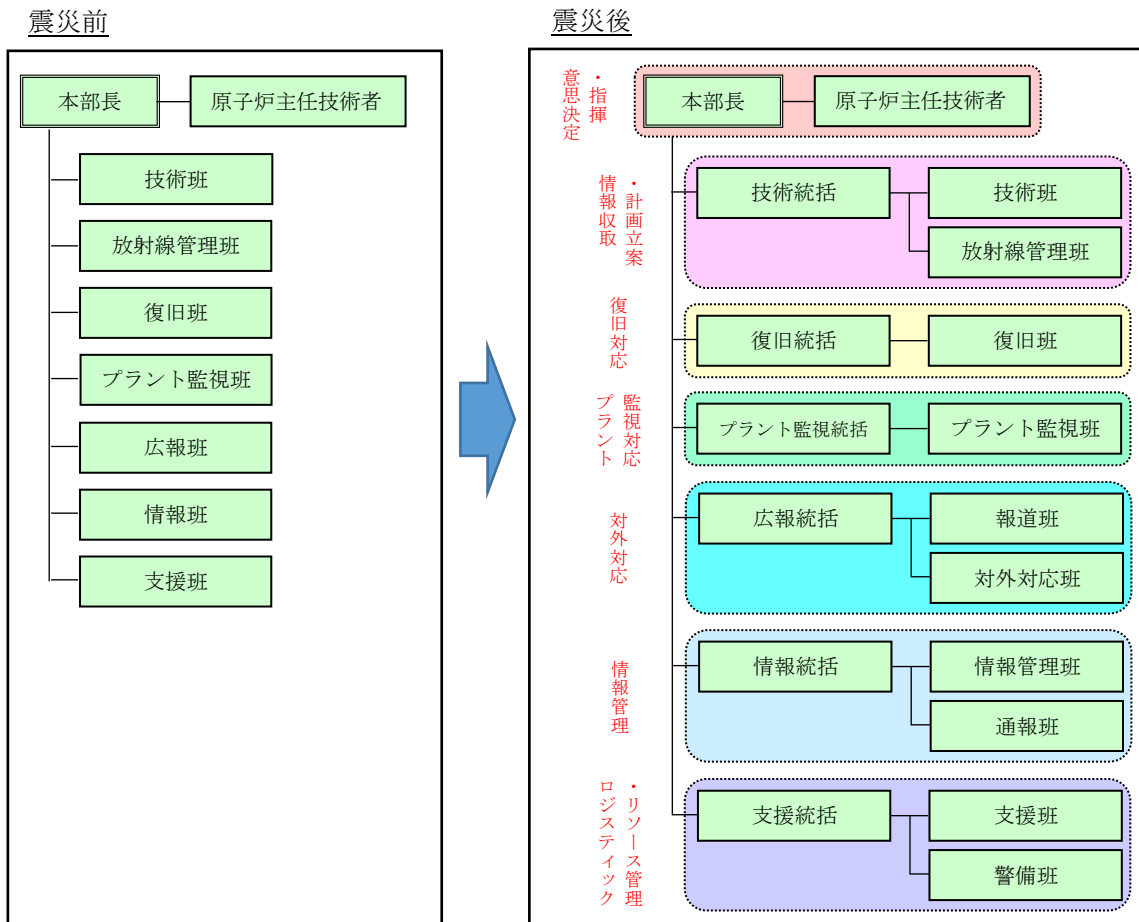 震災前
本部長
原子炉主任技術者
技術班
放射線管理班
復旧班
プラント監視班
広報班
情報班
支援班
震災後
意思決定
・指揮
本部長
原子炉主任技術者
情報収取
・計画立案
技術統括
技術班
放射線管理班
復旧対応
復旧統括
復旧班
プラント
監視対応
プラント監視統括
プラント監視班
対外対応
広報統括
報道班
対外対応班
情報管理
情報統括
情報管理班
通報班
ロジスティック
・リソース管理
支援統括
支援班
警備班